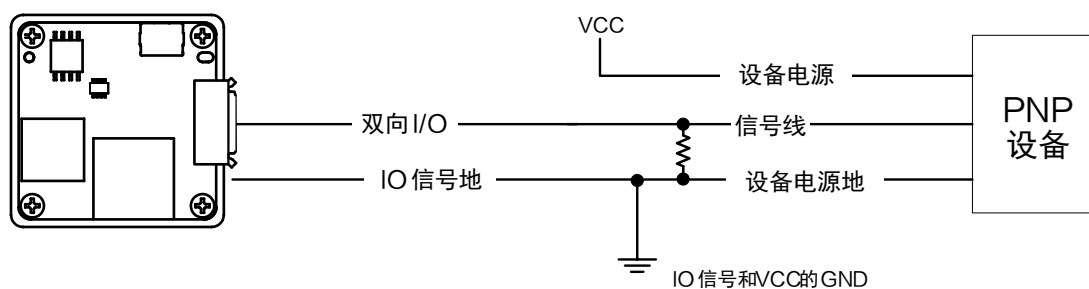 VCC
设备电源
双向I/O
信号线
PNP
设备
IO信号地
设备电源地
IO信号和VCC的GND